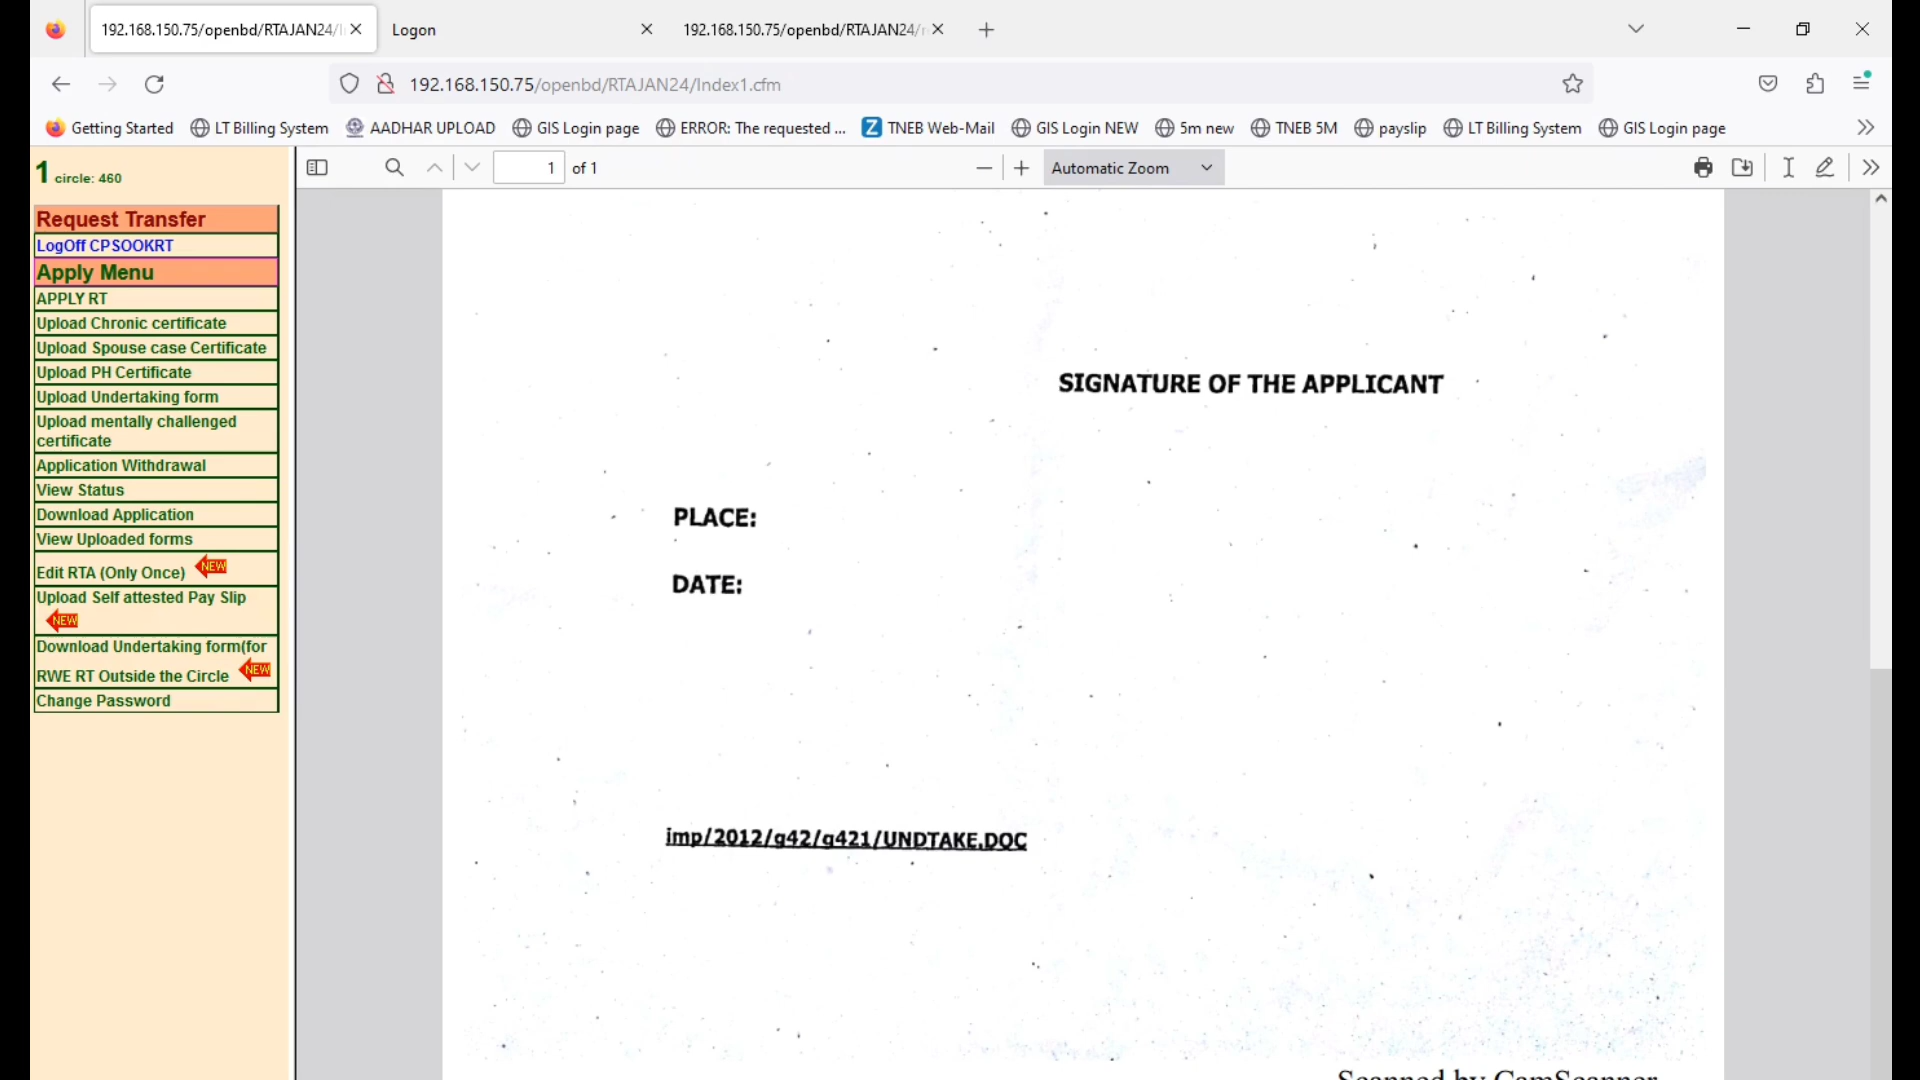 192.168.150.75/openbd/RTAJAN24/I
Logon
192.168.150.75/openbd/RTAJAN24/r
192.168.150.75/openbd/RTAJAN24/Index1.cfm
Getting Started
LT Billing System
AADHAR UPLOAD
GIS Login page
ERROR: The requested ...
Z TNEB Web-Mail
GIS Login NEW
5m new
TNEB 5M
payslip
LT Billing System
GIS Login page
1 circle: 460
1 of 1
Automatic Zoom
Request Transfer
LogOff CPSOOKRT
Apply Menu
APPLY RT
Upload Chronic certificate
Upload Spouse case Certificate
Upload PH Certificate
Upload Undertaking form
Upload mentally challenged
certificate
Application Withdrawal
View Status
Download Application
View Uploaded forms
Edit RTA (Only Once) NEW
Upload Self attested Pay Slip
NEW
Download Undertaking form(for
RWE RT Outside the Circle NEW
Change Password
SIGNATURE OF THE APPLICANT
PLACE:
DATE:
imp/2012/g42/g421/UNDTAKE.DOC
Scanned by CamScanner